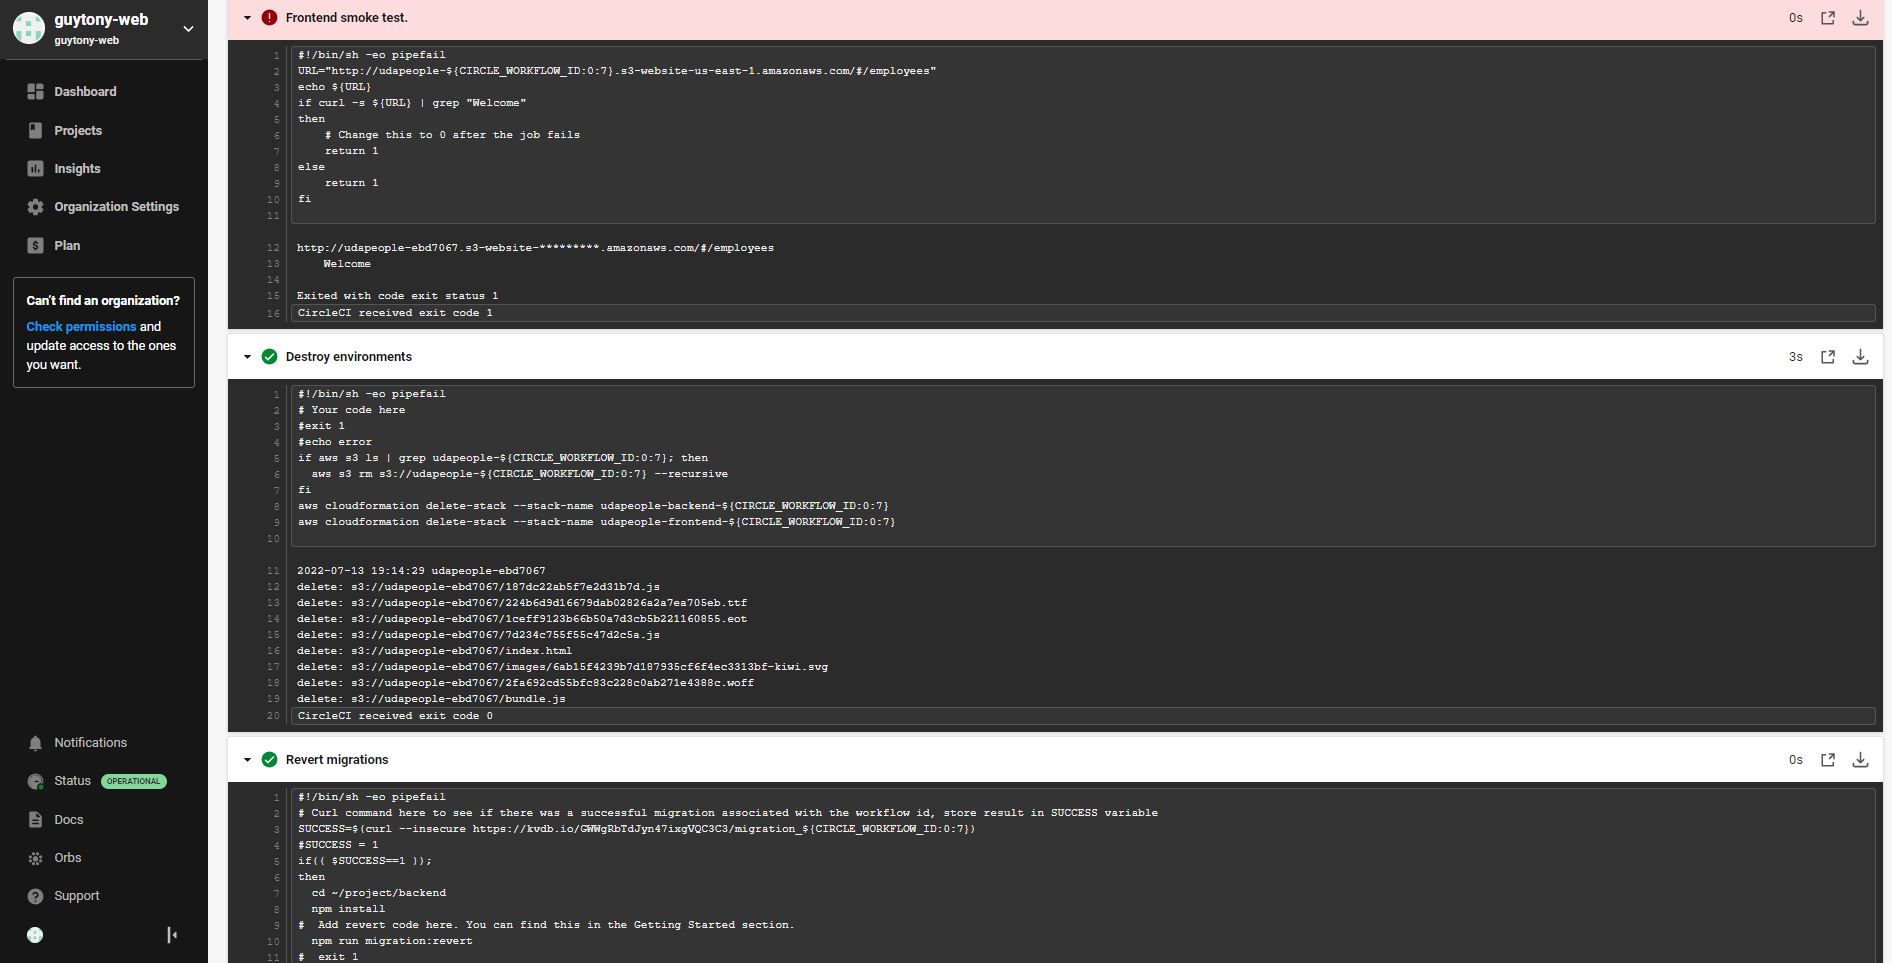 guytony-web
guytony-web
Dashboard
Projects
Insights
Organization Settings
Plan
Can't find an organization?
Check permissions and
update access to the ones
you want.
Notifications
Status OPERATIONAL
Docs
Orbs
Support
Frontend smoke test. 0s
1 #!/bin/sh -eo pipefail
2 URL="http://udapeople-${CIRCLE_WORKFLOW_ID:0:7}.s3-website-us-east-1.amazonaws.com/#/employees"
3 echo ${URL}
4 if curl -s ${URL} | grep "Welcome"
5 then
6 # Change this to 0 after the job fails
7 return 1
8 else
9 return 1
10 fi
11
12 http://udapeople-ebd7067.s3-website-*********.amazonaws.com/#/employees
13 Welcome
14
15 Exited with code exit status 1
16 CircleCI received exit code 1
Destroy environments 3s
1 #!/bin/sh -eo pipefail
2 # Your code here
3 #exit 1
4 #echo error
5 if aws s3 ls | grep udapeople-${CIRCLE_WORKFLOW_ID:0:7}; then
6 aws s3 rm s3://udapeople-${CIRCLE_WORKFLOW_ID:0:7} --recursive
7 fi
8 aws cloudformation delete-stack --stack-name udapeople-backend-${CIRCLE_WORKFLOW_ID:0:7}
9 aws cloudformation delete-stack --stack-name udapeople-frontend-${CIRCLE_WORKFLOW_ID:0:7}
10
11 2022-07-13 19:14:29 udapeople-ebd7067
12 delete: s3://udapeople-ebd7067/187dc22ab5f7e2d31b7d.js
13 delete: s3://udapeople-ebd7067/224b6d9d16679dab02826a2a7ea705eb.ttf
14 delete: s3://udapeople-ebd7067/1ceff9123b66b50a7d3cb5b221160855.eot
15 delete: s3://udapeople-ebd7067/7d234c755f55c47d2c5a.js
16 delete: s3://udapeople-ebd7067/index.html
17 delete: s3://udapeople-ebd7067/images/6ab15f4239b7d187935cf6f4ec3313bf-kiwi.svg
18 delete: s3://udapeople-ebd7067/2fa692cd55bfc83c228c0ab271e4388c.woff
19 delete: s3://udapeople-ebd7067/bundle.js
20 CircleCI received exit code 0
Revert migrations 0s
1 #!/bin/sh -eo pipefail
2 # Curl command here to see if there was a successful migration associated with the workflow id, store result in SUCCESS variable
3 SUCCESS=$(curl --insecure https://kvdb.io/GWWgRbTdJyn47ixgVQC3C3/migration_${CIRCLE_WORKFLOW_ID:0:7})
4 #SUCCESS = 1
5 if(( $SUCCESS==1 ));
6 then
7 cd ~/project/backend
8 npm install
9 # Add revert code here. You can find this in the Getting Started section.
10 npm run migration:revert
11 # exit 1